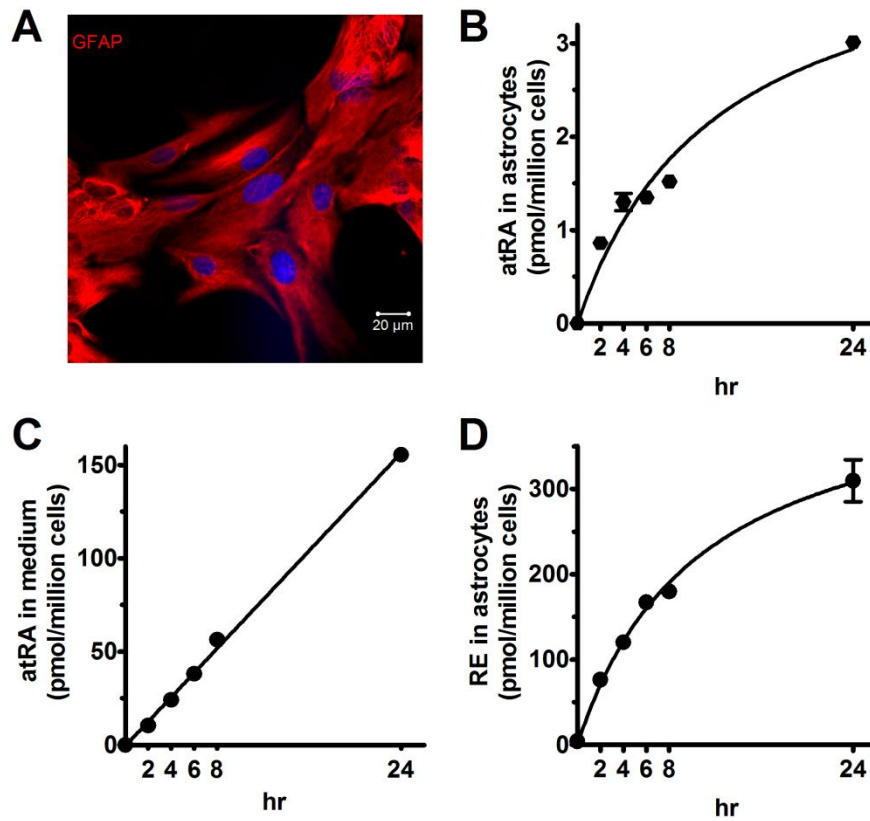 A
GFAP
20 µm
B
atRA in astrocytes
(pmol/million cells)
3
2
1
0
2 4 6 8 24
hr
C
atRA in medium
(pmol/million cells)
150
100
50
0
2 4 6 8 24
hr
D
RE in astrocytes
(pmol/million cells)
300
200
100
0
2 4 6 8 24
hr